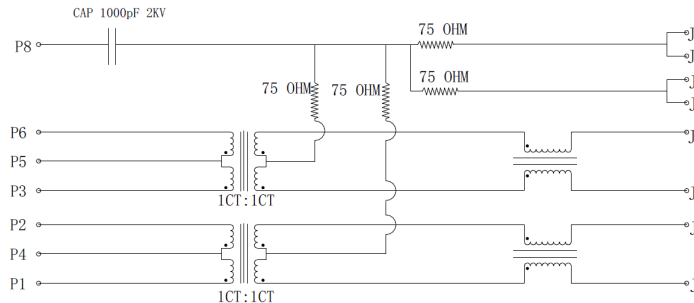 CAP 1000pF 2KV
P8
75 OHM
J
J
75 OHM
J
J
75 OHM
75 OHM
P6
J
P5
P3
J
1CT:1CT
P2
J
P4
P1
J
1CT:1CT